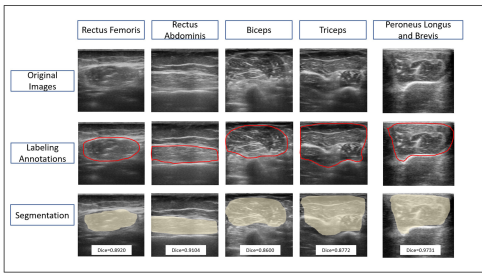 Rectus Femoris
Rectus
Abdominis
Biceps
Triceps
Peroneus Longus
and Brevis
Original
Images
Labeling
Annotations
Segmentation
Dice=0.8920
Dice=0.9104
Dice=0.8600
Dice=0.8772
Dice=0.9731